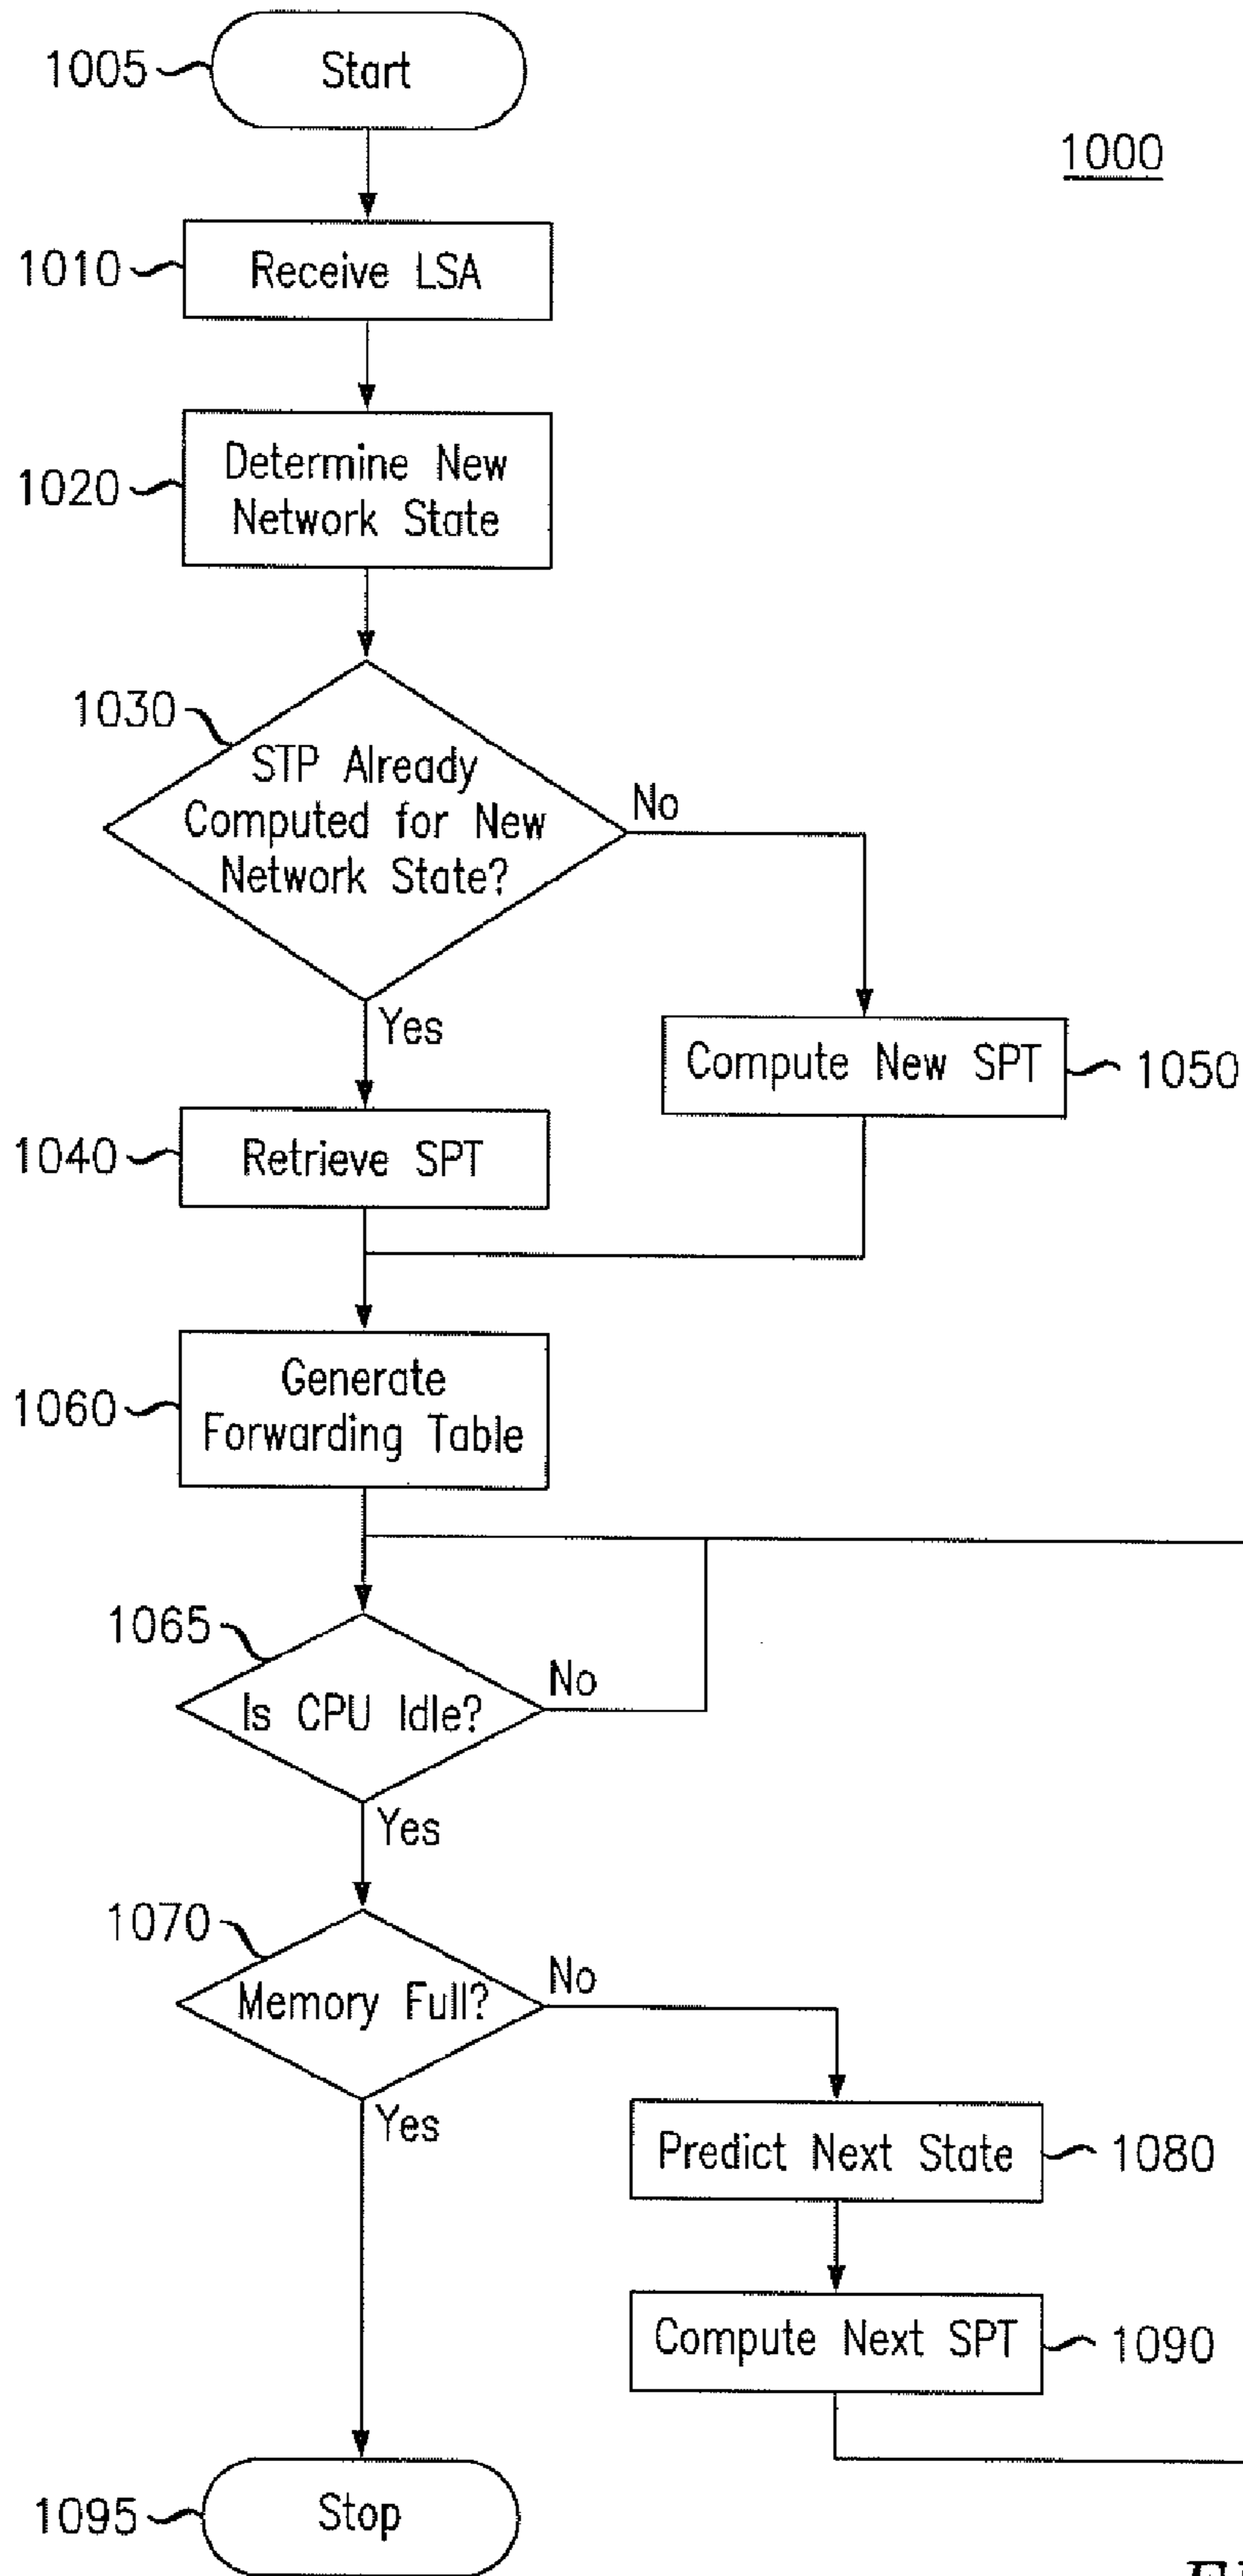 1005
Start
1000
1010
Receive LSA
1020
Determine New
Network State
1030
STP Already
Computed for New
Network State?
No
Yes
Compute New SPT
1050
1040
Retrieve SPT
1060
Generate
Forwarding Table
1065
Is CPU Idle?
No
Yes
1070
Memory Full?
No
Yes
Predict Next State
1080
Compute Next SPT
1090
1095
Stop